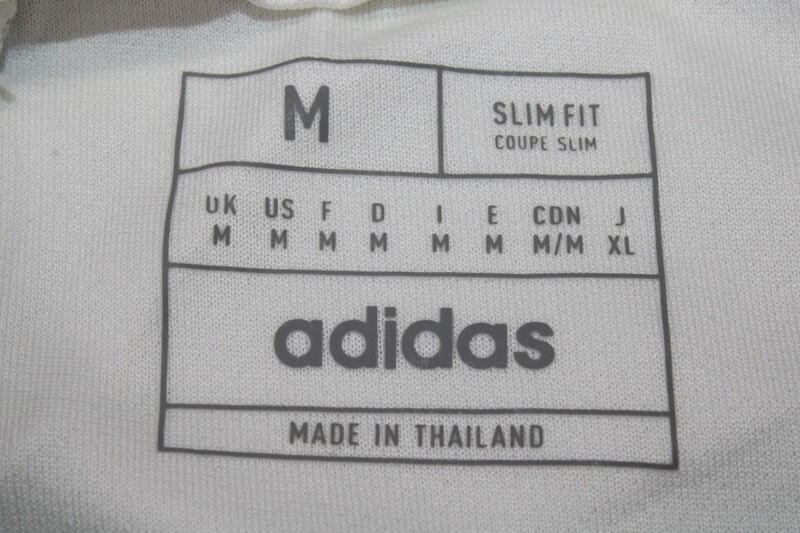 M
SLIM FIT
COUPE SLIM
UK US F D I E CDN J
M M M M M M M/M XL
adidas
MADE IN THAILAND